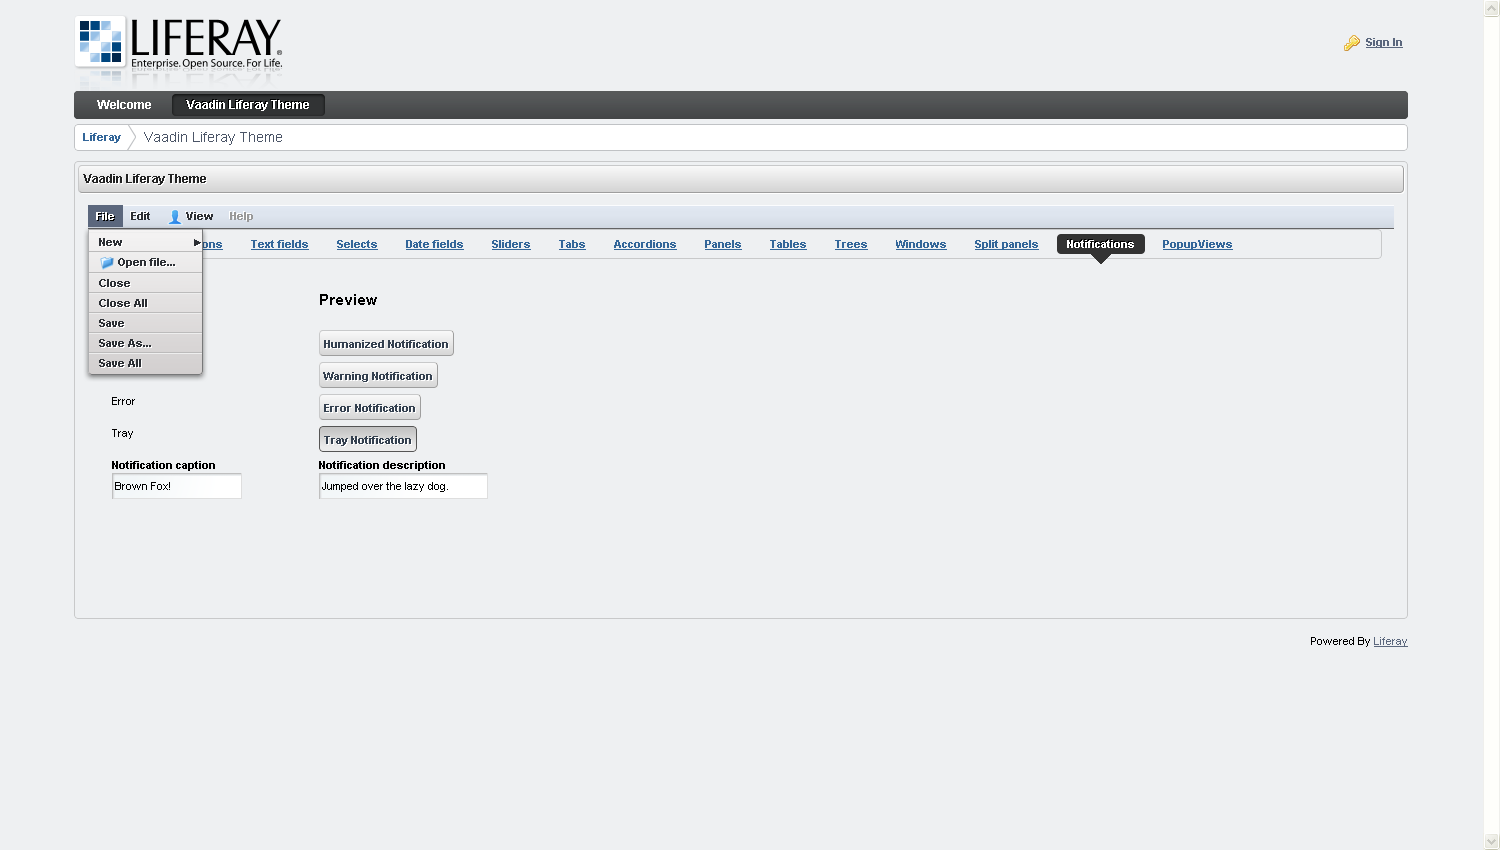 LIFERAY.
Enterprise. Open Source. For Life.
Sign In
Welcome Vaadin Liferay Theme
Liferay Vaadin Liferay Theme
Vaadin Liferay Theme
File Edit View Help
New
ons Text fields Selects Date fields Sliders Tabs Accordions Panels Tables Trees Windows Split panels Notifications PopupViews
Open file...
Close
Close All
Save
Save As...
Save All
Preview
Humanized Notification
Warning Notification
Error Error Notification
Tray Tray Notification
Notification caption Notification description
Brown Fox! Jumped over the lazy dog.
Powered By Liferay